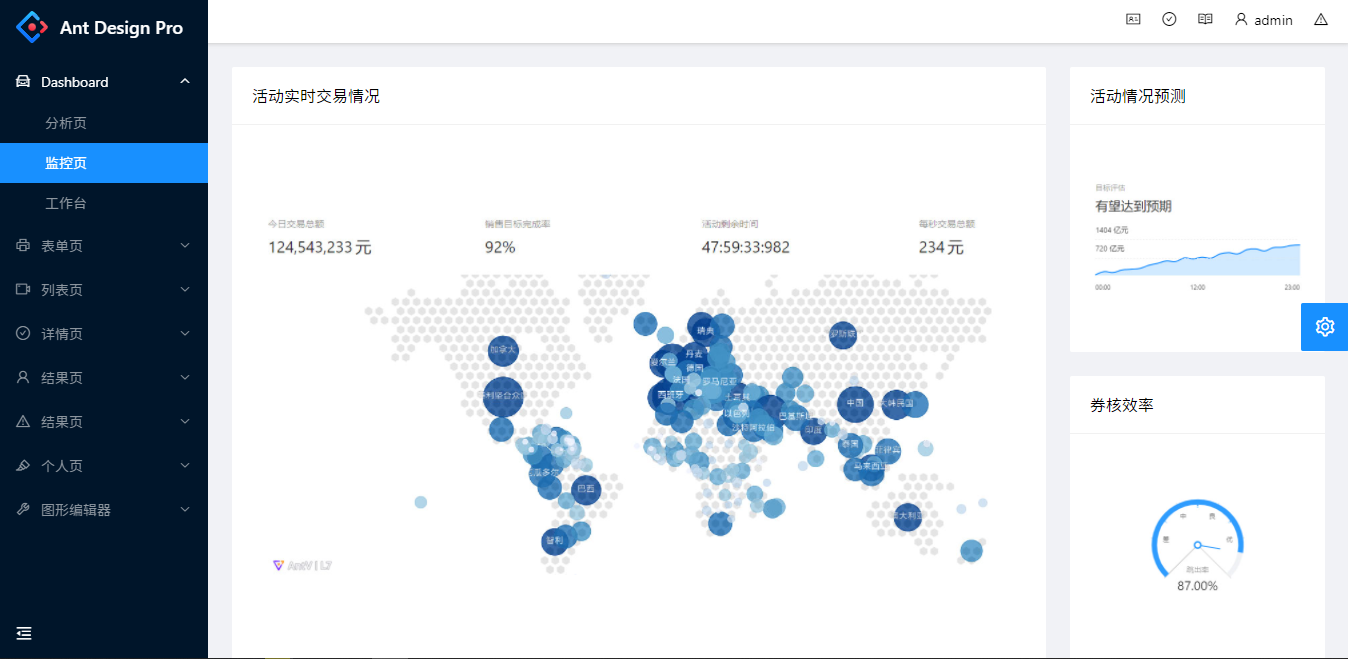 Ant Design Pro
admin
Dashboard
分析页
监控页
工作台
表单页
列表页
详情页
结果页
结果页
个人页
图形编辑器
活动实时交易情况
今日交易总额
124,543,233 元
销售目标完成率
92%
活动剩余时间
47:59:33:982
每秒交易总额
234 元
瑞典
俄罗斯联
加拿大
丹麦
爱尔兰
德国
法国
罗马尼亚
利坚合众国
西班牙
土耳其
中国
大韩民国
以色列
巴基斯坦
沙特阿拉伯
印度
泰国
菲律宾
马来西亚
厄瓜多尔
巴西
澳大利亚
智利
AntV | L7
活动情况预测
目标评估
有望达到预期
1404 亿元
720 亿元
00:00
12:00
23:00
券核效率
差
中
良
优
跳出率
87.00%